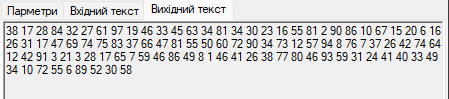 Парметри Вхідний текст Вихідний текст
38 17 28 84 32 27 61 97 19 46 33 45 63 34 81 34 30 23 16 55 81 2 90 86 10 67 15 20 6 16
26 31 17 47 69 74 75 83 37 66 47 81 55 50 60 72 90 34 73 12 57 94 8 76 7 37 26 42 74 64
12 42 91 3 21 3 28 17 65 7 59 46 86 49 8 1 46 41 26 38 77 80 46 93 59 31 24 41 40 33 49
34 10 72 55 6 89 52 30 58